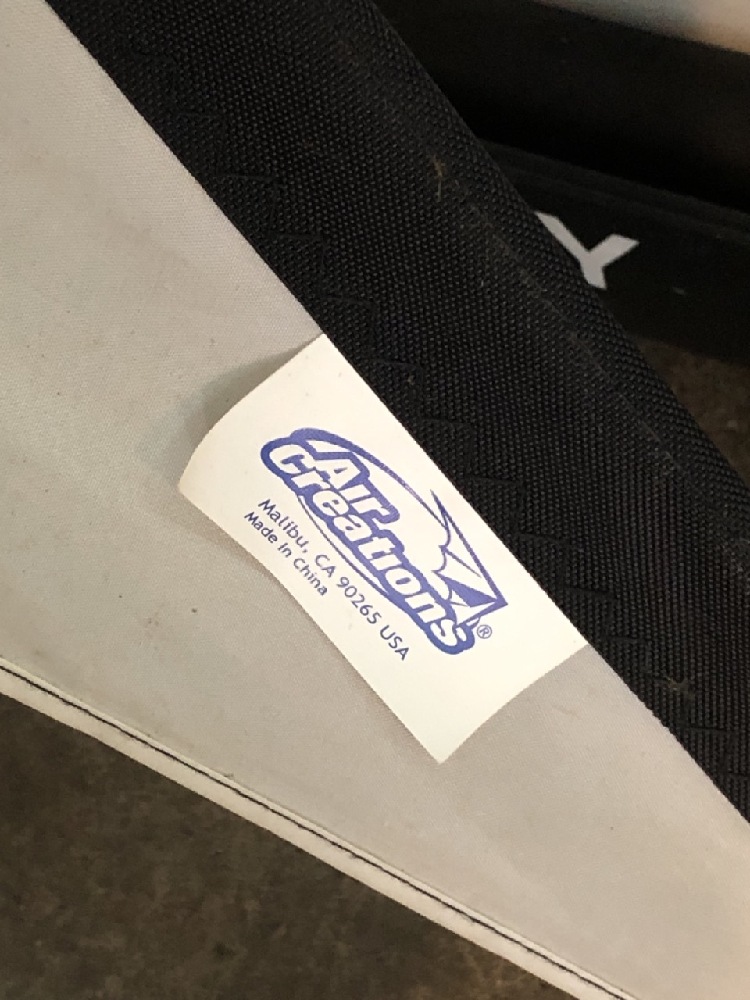 Y
Air
Creations®
Malibu, CA 90265 USA
Made in China